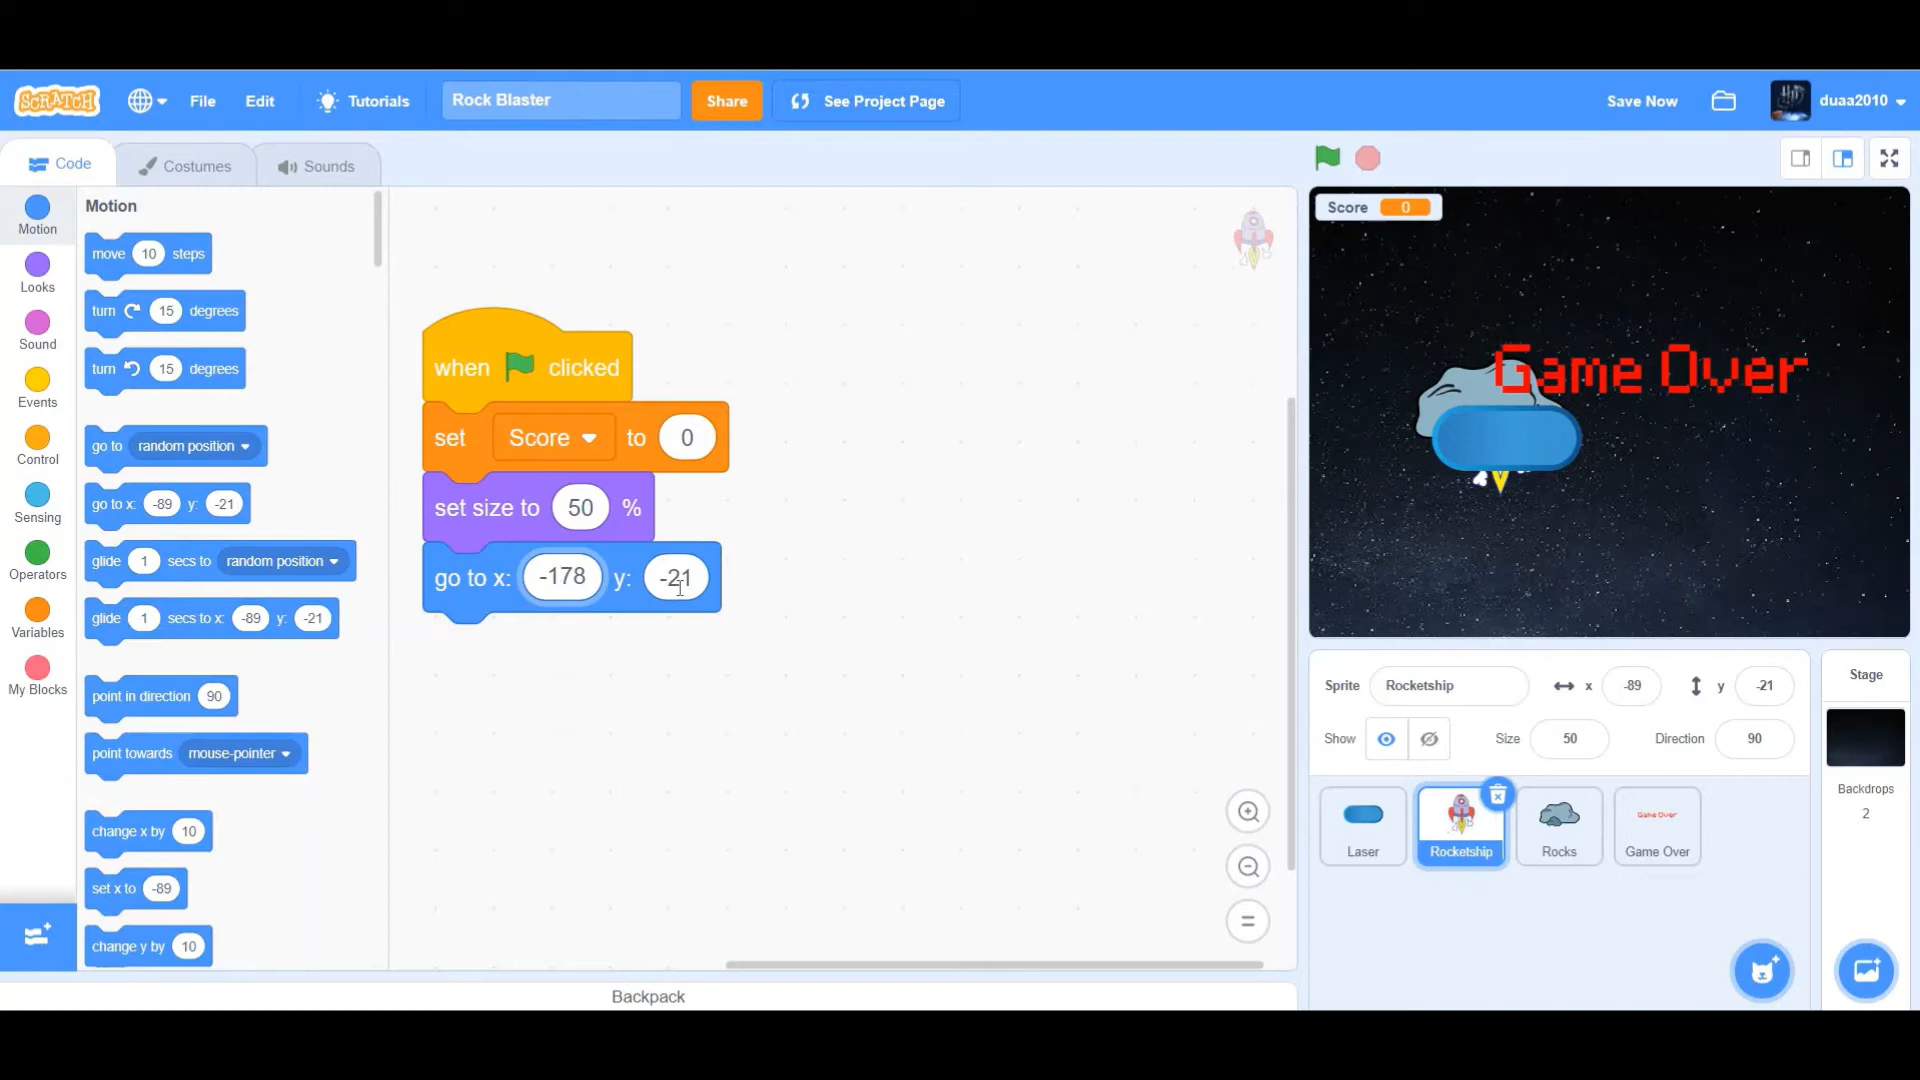 SCRATCH
File
Edit
Tutorials
Rock Blaster
Share
See Project Page
Save Now
duaa2010
Code
Costumes
Sounds
Motion
Looks
Sound
Events
Control
Sensing
Operators
Variables
My Blocks
Motion
move 10 steps
turn 15 degrees
turn 15 degrees
go to random position
go to x: -89 y: -21
glide 1 secs to random position
glide 1 secs to x: -89 y: -21
point in direction 90
point towards mouse-pointer
change x by 10
set x to -89
change y by 10
when clicked
set Score to 0
set size to 50 %
go to x: -178 y: -21
Backpack
Score 0
Game Over
Sprite Rocketship x -89 y -21
Show Size 50 Direction 90
Laser
Rocketship
Rocks
Game Over
Game Over
Stage
Backdrops
2